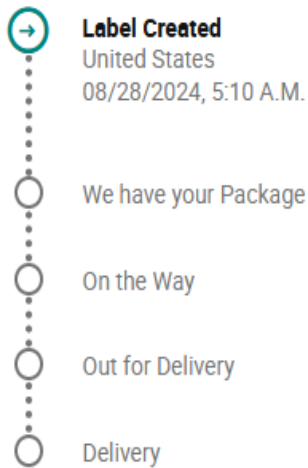 Label Created
United States
08/28/2024, 5:10 A.M.
We have your Package
On the Way
Out for Delivery
Delivery